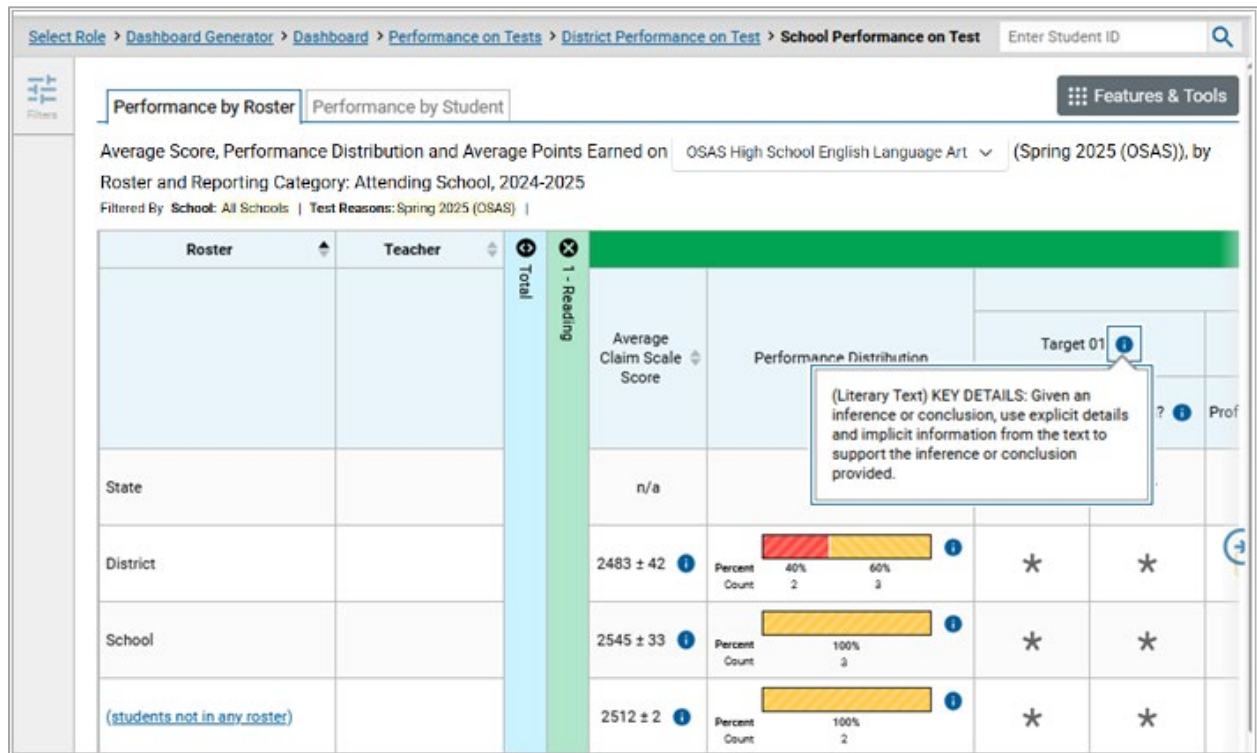 Select Role > Dashboard Generator > Dashboard > Performance on Tests > District Performance on Test > School Performance on Test
Enter Student ID
Filters
Performance by Roster
Performance by Student
Features & Tools
Average Score, Performance Distribution and Average Points Earned on OSAS High School English Language Art (Spring 2025 (OSAS)), by
Roster and Reporting Category: Attending School, 2024-2025
Filtered By School: All Schools | Test Reasons: Spring 2025 (OSAS) |
Roster
Teacher
Total
1 - Reading
Average
Claim Scale
Score
Performance Distribution
Target 01
(Literary Text) KEY DETAILS: Given an
inference or conclusion, use explicit details
and implicit information from the text to
support the inference or conclusion
provided.
?
Prof
State
n/a
District
2483 ± 42
Percent 40% 60%
Count 2 3
* *
School
2545 ± 33
Percent 100%
Count 3
* *
(students not in any roster)
2512 ± 2
Percent 100%
Count 2
* *